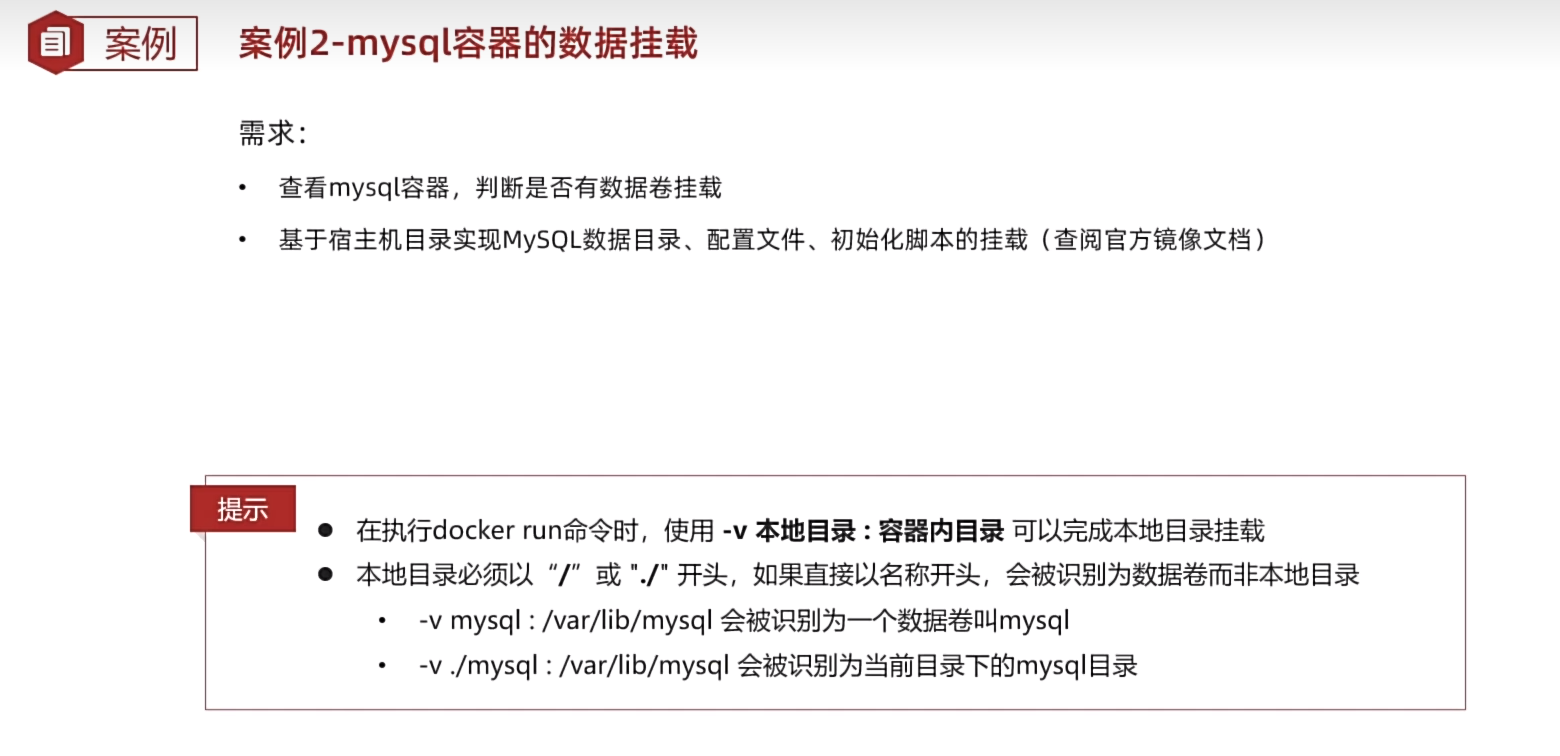 案例
案例2-mysql容器的数据挂载
需求：
• 查看mysql容器，判断是否有数据卷挂载
• 基于宿主机目录实现MySQL数据目录、配置文件、初始化脚本的挂载（查阅官方镜像文档）
提示
● 在执行docker run命令时，使用 -v 本地目录 : 容器内目录 可以完成本地目录挂载
● 本地目录必须以“/”或 "./" 开头，如果直接以名称开头，会被识别为数据卷而非本地目录
• -v mysql : /var/lib/mysql 会被识别为一个数据卷叫mysql
• -v ./mysql : /var/lib/mysql 会被识别为当前目录下的mysql目录